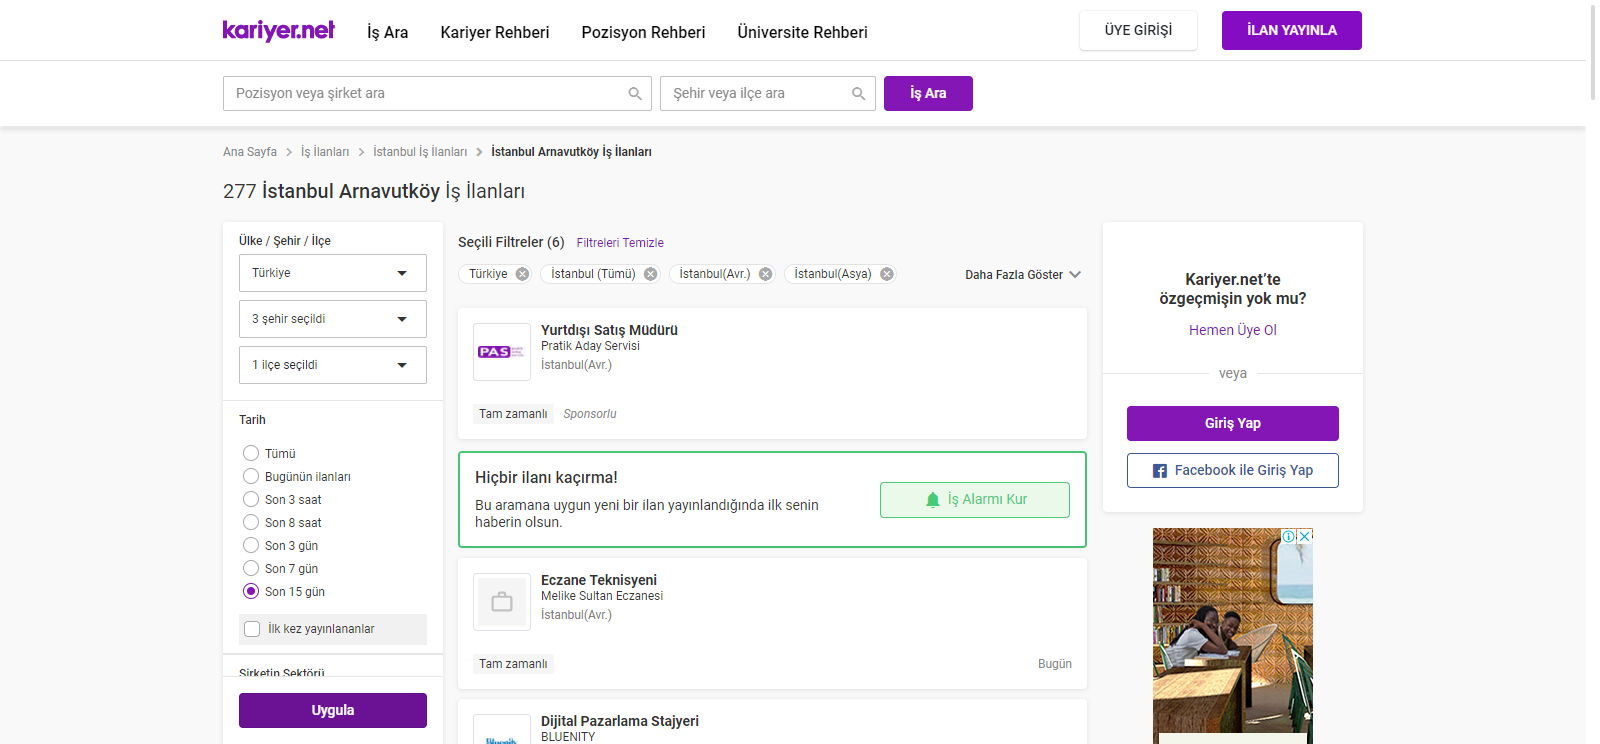 kariyer.net
İş Ara
Kariyer Rehberi
Pozisyon Rehberi
Üniversite Rehberi
ÜYE GİRİŞİ
İLAN YAYINLA
Pozisyon veya şirket ara
Şehir veya ilçe ara
İş Ara
Ana Sayfa
İş İlanları
İstanbul İş İlanları
İstanbul Arnavutköy İş İlanları
277 İstanbul Arnavutköy İş İlanları
Ülke / Şehir / İlçe
Türkiye
3 şehir seçildi
1 ilçe seçildi
Tarih
Tümü
Bugünün ilanları
Son 3 saat
Son 8 saat
Son 3 gün
Son 7 gün
Son 15 gün
İlk kez yayınlananlar
Şirketin Sektörü
Uygula
Seçili Filtreler (6)
Filtreleri Temizle
Türkiye
İstanbul (Tümü)
İstanbul(Avr.)
İstanbul(Asya)
Daha Fazla Göster
PAS
Yurtdışı Satış Müdürü
Pratik Aday Servisi
İstanbul(Avr.)
Tam zamanlı
Sponsorlu
Hiçbir ilanı kaçırma!
Bu aramana uygun yeni bir ilan yayınlandığında ilk senin
haberin olsun.
İş Alarmı Kur
Eczane Teknisyeni
Melike Sultan Eczanesi
İstanbul(Avr.)
Tam zamanlı
Bugün
Dijital Pazarlama Stajyeri
BLUENITY
Kariyer.net'te
özgeçmişin yok mu?
Hemen Üye Ol
veya
Giriş Yap
Facebook ile Giriş Yap